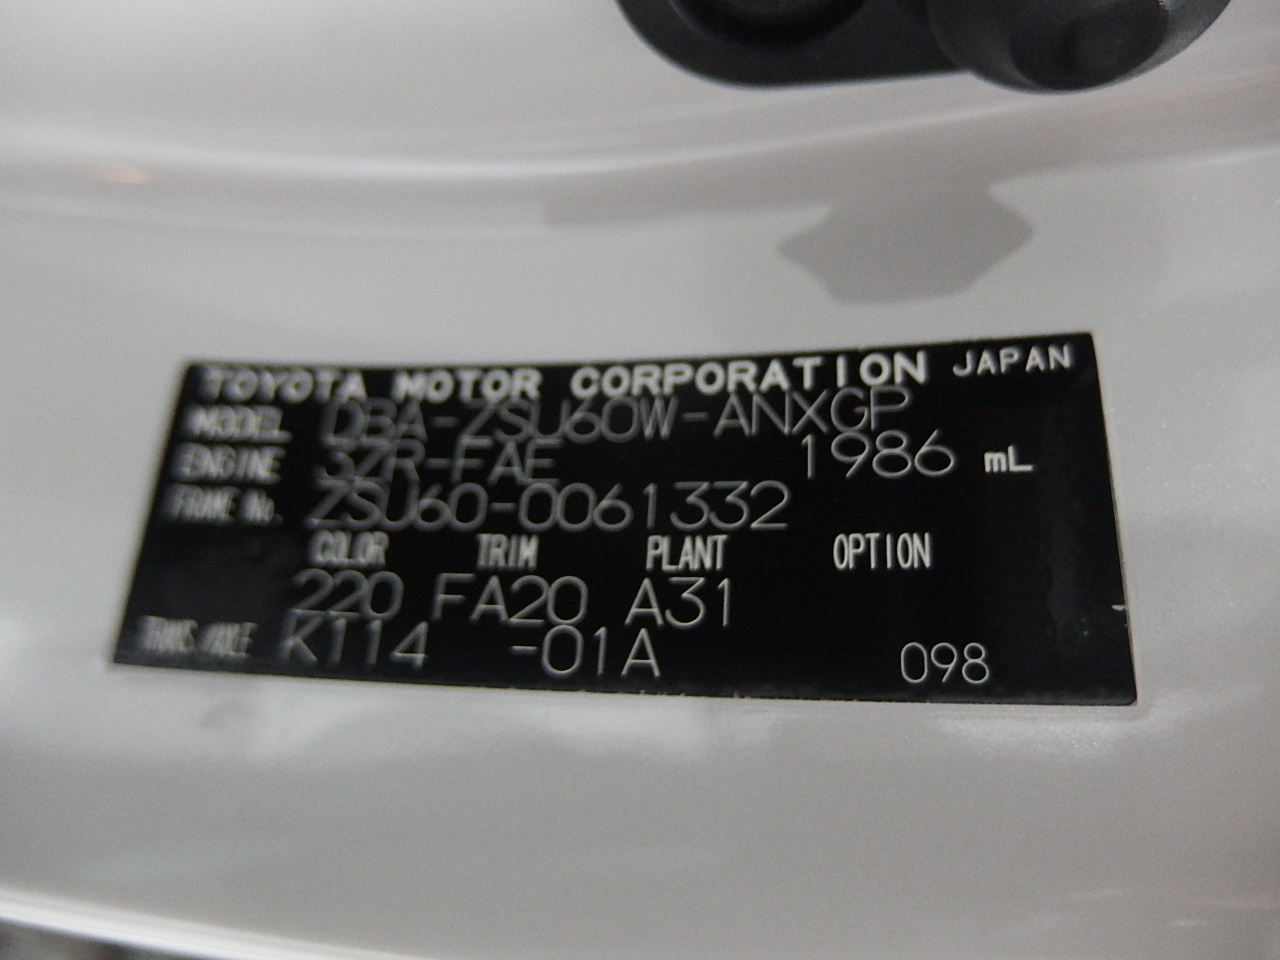 TOYOTA MOTOR CORPORATION JAPAN
MODEL DBA-ZSU60W-ANXGP
ENGINE 3ZR-FAE 1986 mL
FRAME No. ZSU60-0061332
COLOR TRIM PLANT OPTION
220 FA20 A31
TRANS./AXLE K114 -01A 098